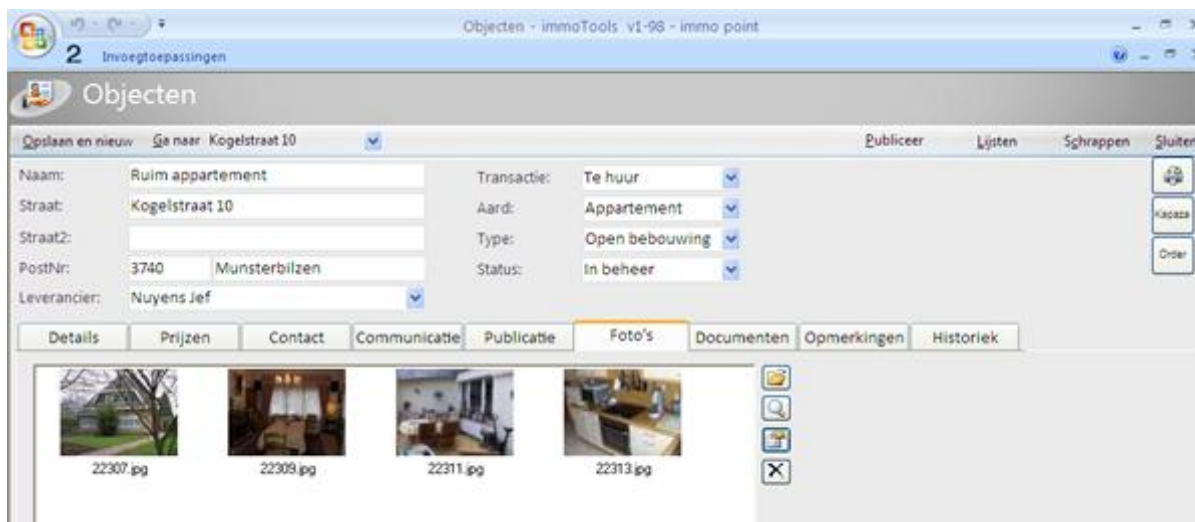 Objecten - immoTools v1-98 - immo point
2 Invoegtoepassingen
Objecten
Opslaan en nieuw Ga naar Kogelstraat 10 Publiceer Lijsten Schrappen Sluiten
Naam: Ruim appartement Transactie: Te huur
Straat: Kogelstraat 10 Aard: Appartement Kapaza
Straat2: Type: Open bebouwing Order
PostNr: 3740 Munsterbilzen Status: In beheer
Leverancier: Nuyens Jef
Details Prijzen Contact Communicatie Publicatie Foto's Documenten Opmerkingen Historiek
22307.jpg 22309.jpg 22311.jpg 22313.jpg